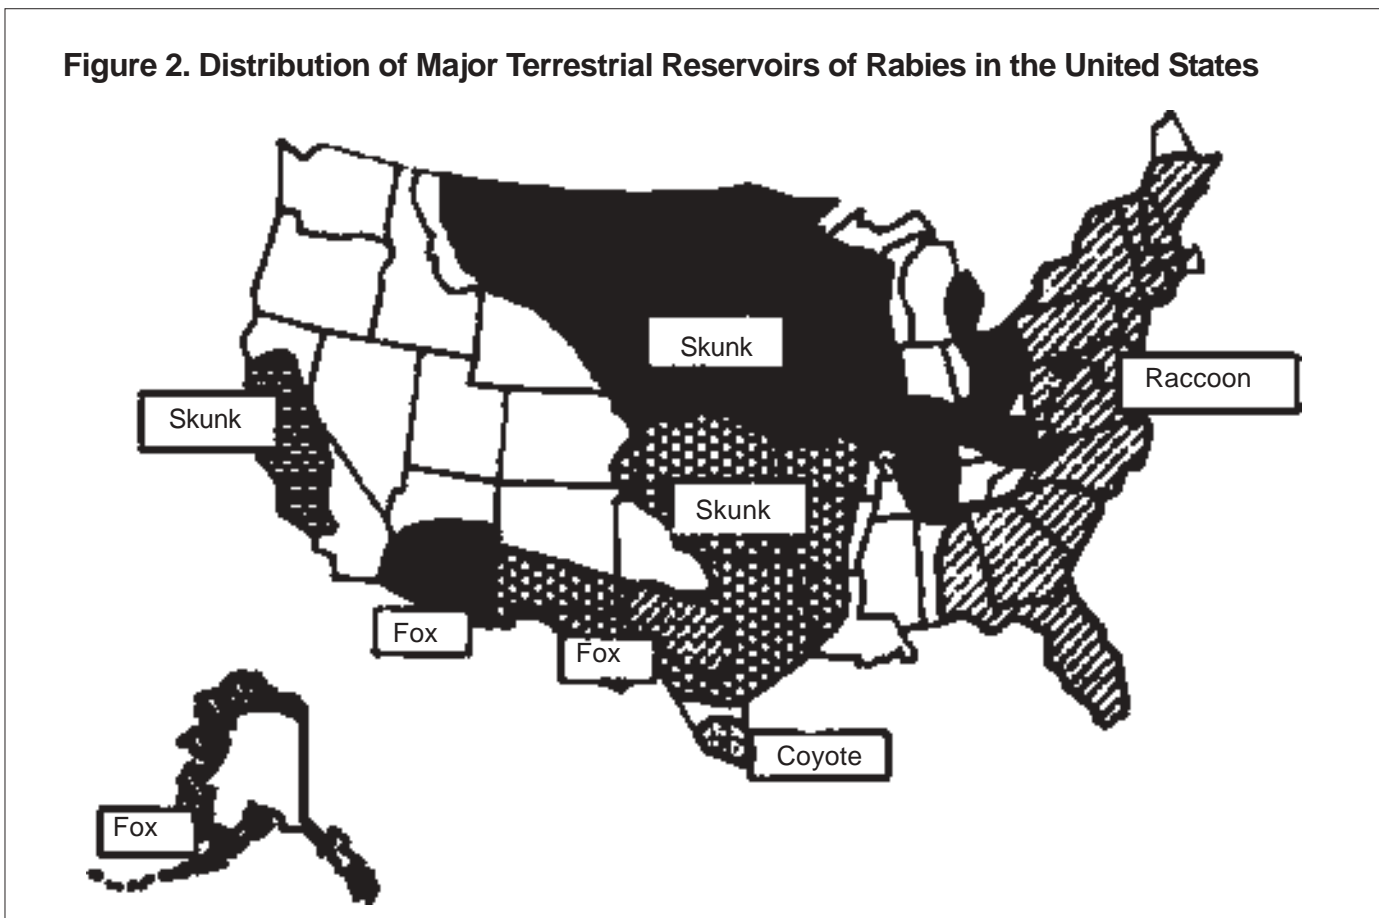 Figure 2. Distribution of Major Terrestrial Reservoirs of Rabies in the United States
Skunk
Raccoon
Skunk
Skunk
Fox
Fox
Coyote
Fox